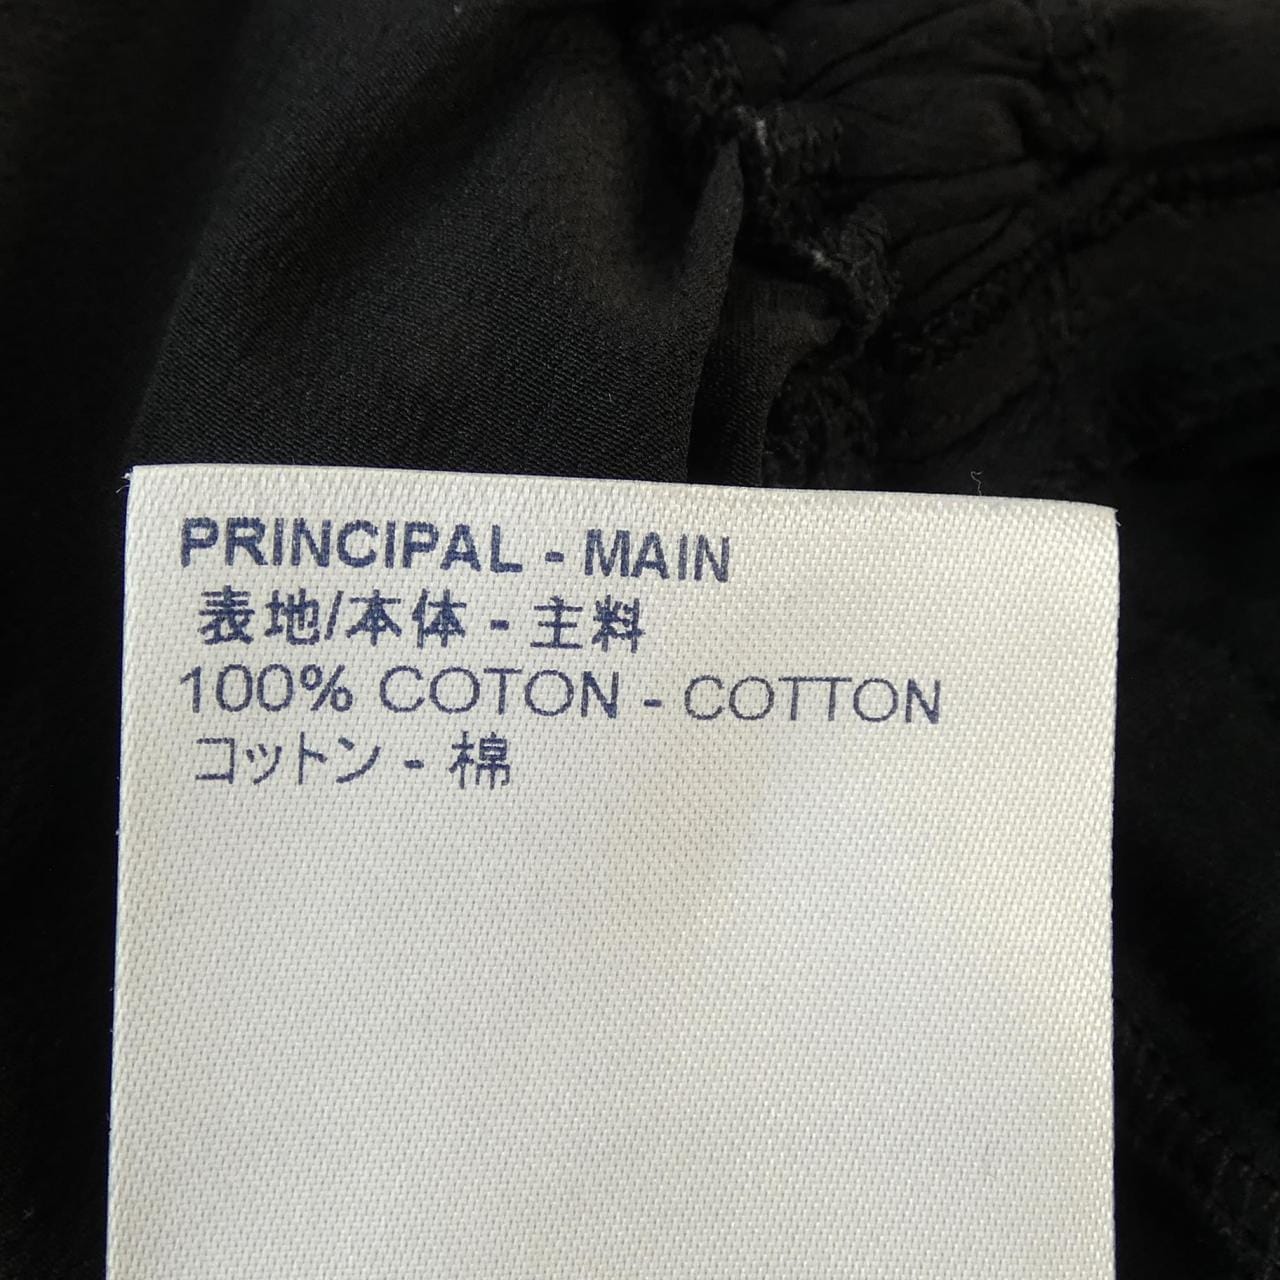 PRINCIPAL - MAIN
表地/本体 - 主料
100% COTON - COTTON
コットン - 棉